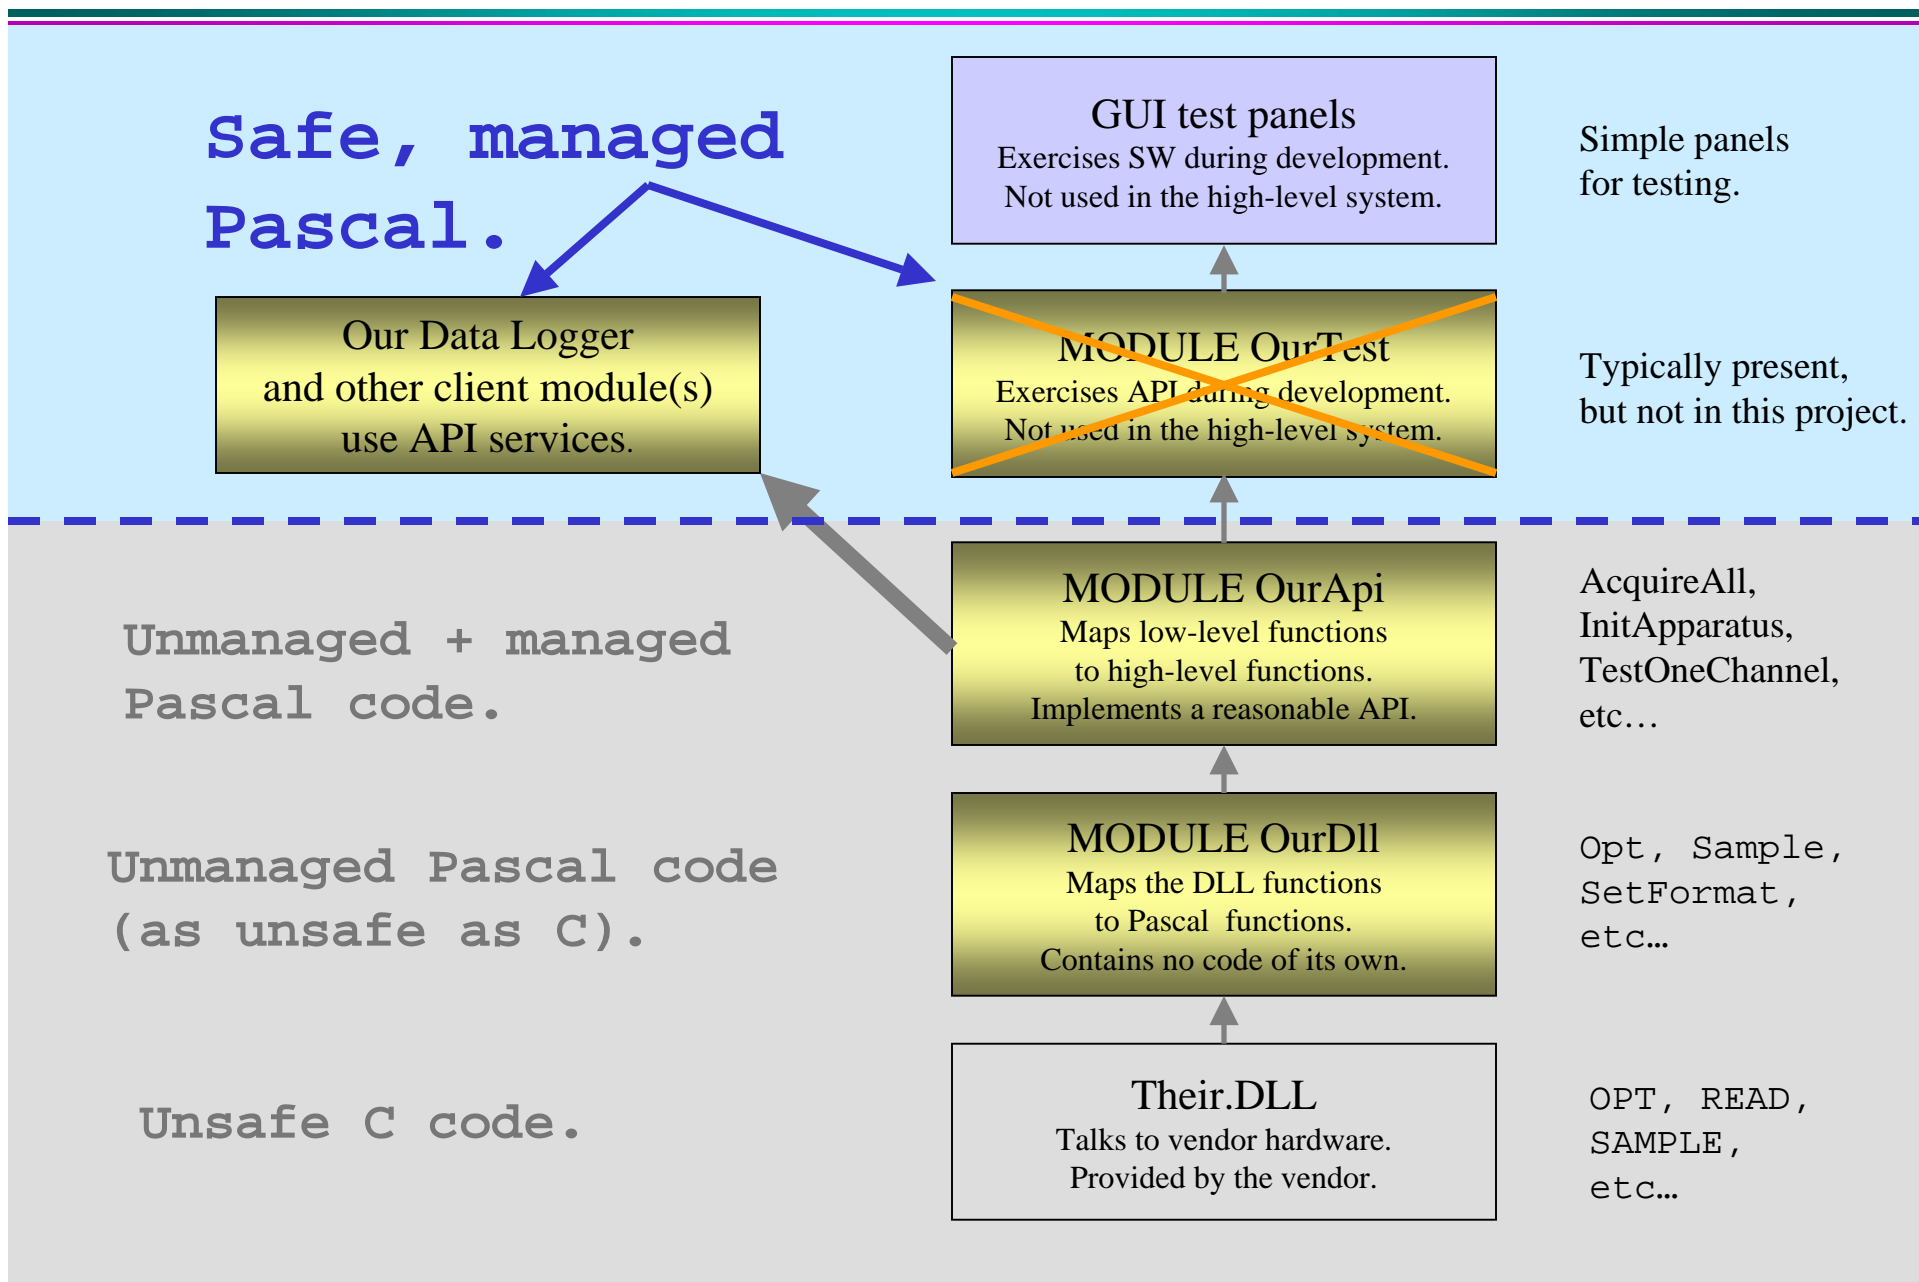 Safe, managed
Pascal.
GUI test panels
Exercises SW during development.
Not used in the high-level system.
Simple panels
for testing.
Our Data Logger
and other client module(s)
use API services.
MODULE OurTest
Exercises API during development.
Not used in the high-level system.
Typically present,
but not in this project.
Unmanaged + managed
Pascal code.
MODULE OurApi
Maps low-level functions
to high-level functions.
Implements a reasonable API.
AcquireAll,
InitApparatus,
TestOneChannel,
etc…
Unmanaged Pascal code
(as unsafe as C).
MODULE OurDll
Maps the DLL functions
to Pascal functions.
Contains no code of its own.
Opt, Sample,
SetFormat,
etc…
Unsafe C code.
Their.DLL
Talks to vendor hardware.
Provided by the vendor.
OPT, READ,
SAMPLE,
etc…